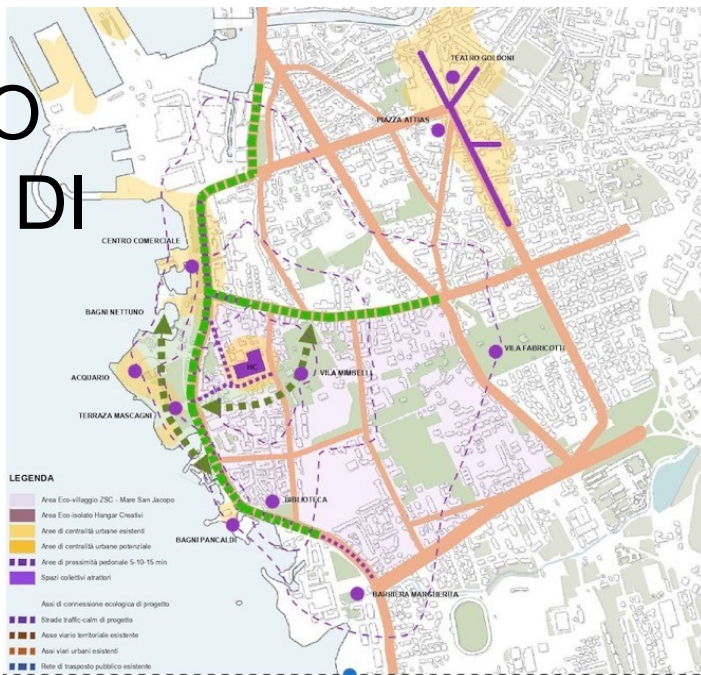 O
DI
TEATRO GOLDONI
PIAZZA ATTIAS
CENTRO COMERCIALE
BAGNI NETTUNO
ACQUARIO
HC
VILA MIMBELLI
VILA FABRICOTTI
TERRAZA MASCAGNI
BIBLIOTECA
BAGNI PANCALDI
BARRIERA MARGHERITA
LEGENDA
Area Eco-villaggio ZSC - Mare San Jacopo
Area Eco-isolato Hangar Creativi
Aree di centralità urbane esistenti
Aree di centralità urbana potenziale
Aree di prossimità pedonale 5-10-15 min
Spazi collettivi atrattori
Assi di connessione ecologica di progetto
Strade traffic-calm di progetto
Asse viario territoriale esistente
Assi viari urbani esistenti
Rete di trasposto pubblico esistente